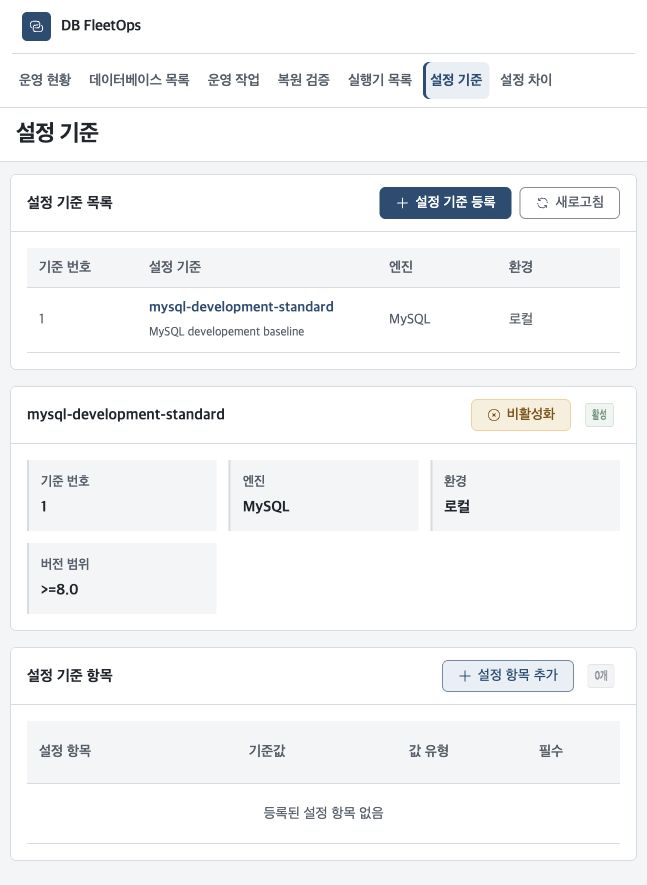 DB FleetOps
운영 현황 데이터베이스 목록 운영 작업 복원 검증 실행기 목록 설정 기준 설정 차이
설정 기준
설정 기준 목록
설정 기준 등록
새로고침
기준 번호 설정 기준 엔진 환경
1 mysql-development-standard MySQL 로컬
MySQL developement baseline
mysql-development-standard
비활성화
활성
기준 번호
1
엔진
MySQL
환경
로컬
버전 범위
>=8.0
설정 기준 항목
설정 항목 추가
0개
설정 항목 기준값 값 유형 필수
등록된 설정 항목 없음